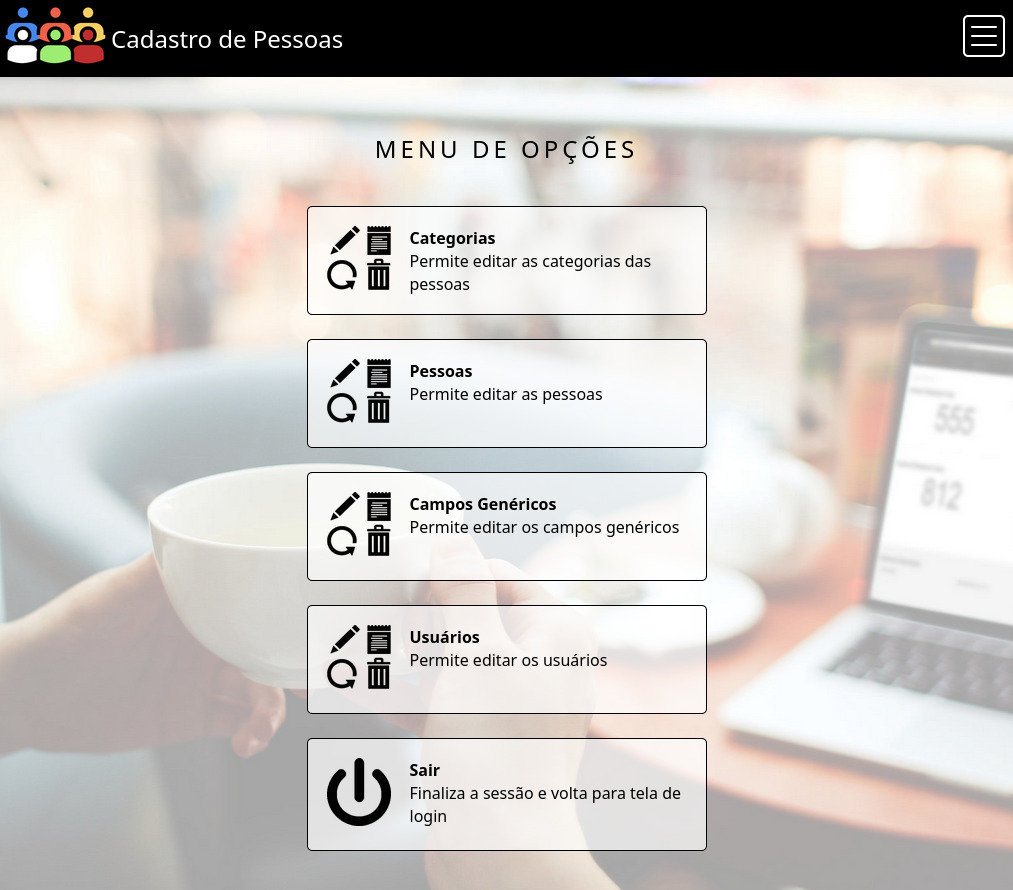 Cadastro de Pessoas
MENU DE OPÇÕES
Categorias
Permite editar as categorias das
pessoas
Pessoas
Permite editar as pessoas
Campos Genéricos
Permite editar os campos genéricos
Usuários
Permite editar os usuários
Sair
Finaliza a sessão e volta para tela de
login
555
812